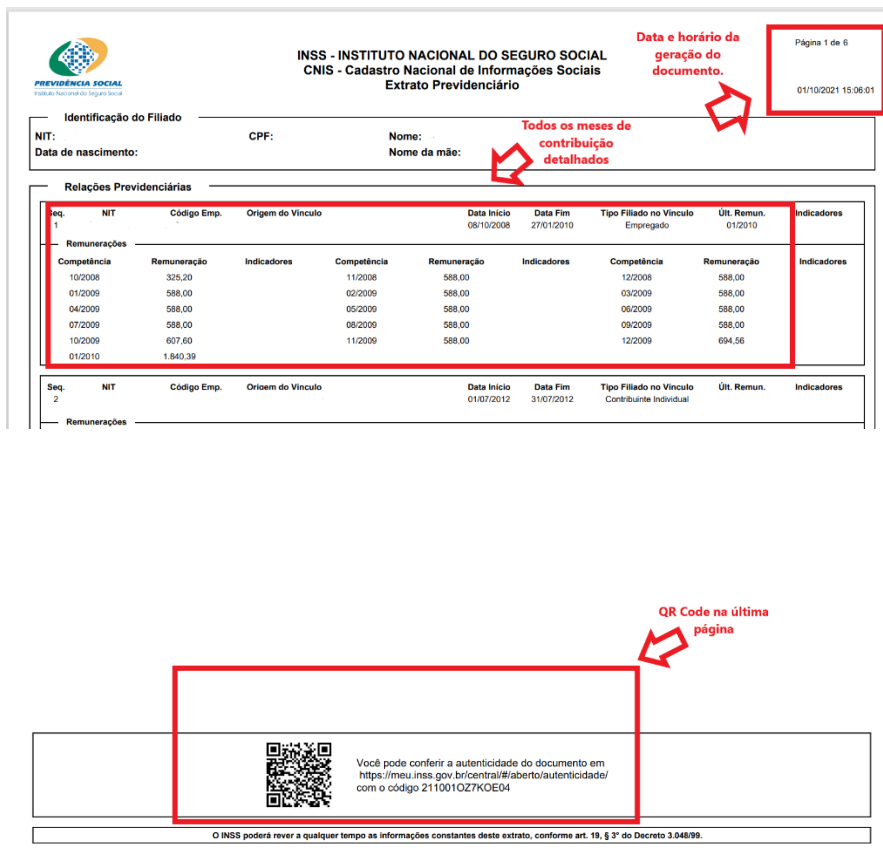 Página 1 de 6
01/10/2021 15:06:01
Data e horário da
geração do
documento.
PREVIDÊNCIA SOCIAL
Instituto Nacional do Seguro Social
INSS - INSTITUTO NACIONAL DO SEGURO SOCIAL
CNIS - Cadastro Nacional de Informações Sociais
Extrato Previdenciário
Identificação do Filiado
NIT: CPF: Nome:
Data de nascimento: Nome da mãe:
Todos os meses de
contribuição
detalhados
Relações Previdenciárias
Seq. NIT Código Emp. Origem do Vínculo Data Início Data Fim Tipo Filiado no Vínculo Últ. Remun. Indicadores
1 08/10/2008 27/01/2010 Empregado 01/2010
Remunerações
Competência Remuneração Indicadores Competência Remuneração Indicadores Competência Remuneração Indicadores
10/2008 325,20 11/2008 588,00 12/2008 588,00
01/2009 588,00 02/2009 588,00 03/2009 588,00
04/2009 588,00 05/2009 588,00 06/2009 588,00
07/2009 588,00 08/2009 588,00 09/2009 588,00
10/2009 607,60 11/2009 588,00 12/2009 694,56
01/2010 1.840,39
Seq. NIT Código Emp. Origem do Vínculo Data Início Data Fim Tipo Filiado no Vínculo Últ. Remun. Indicadores
2 01/07/2012 31/07/2012 Contribuinte Individual
Remunerações
QR Code na última
página
Você pode conferir a autenticidade do documento em
https://meu.inss.gov.br/central/#/aberto/autenticidade/
com o código 211001OZ7KOE04
O INSS poderá rever a qualquer tempo as informações constantes deste extrato, conforme art. 19, § 3º do Decreto 3.048/99.